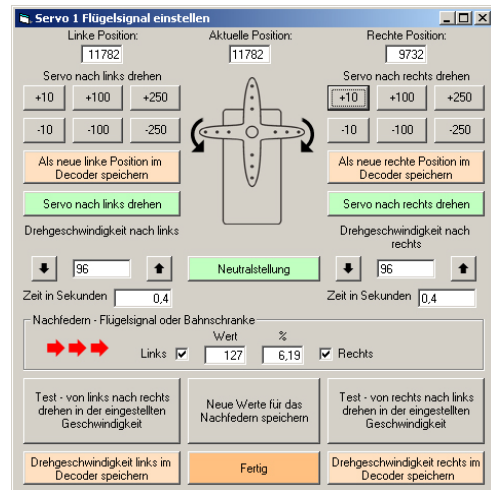 Servo 1 Flügelsignal einstellen
Linke Position:
Aktuelle Position:
Rechte Position:
11782
11782
9732
Servo nach links drehen
Servo nach rechts drehen
+10 +100 +250
+10 +100 +250
-10 -100 -250
-10 -100 -250
Als neue linke Position im
Decoder speichern
Als neue rechte Position im
Decoder speichern
Servo nach links drehen
Servo nach rechts drehen
Drehgeschwindigkeit nach links
Drehgeschwindigkeit nach
rechts
96
Neutralstellung
96
Zeit in Sekunden 0,4
Zeit in Sekunden 0,4
Nachfedern - Flügelsignal oder Bahnschranke
Wert %
Links 127 6,19 Rechts
Test - von links nach rechts
drehen in der eingestellten
Geschwindigkeit
Neue Werte für das
Nachfedern speichern
Test - von rechts nach links
drehen in der eingestellten
Geschwindigkeit
Drehgeschwindigkeit links im
Decoder speichern
Fertig
Drehgeschwindigkeit rechts im
Decoder speichern